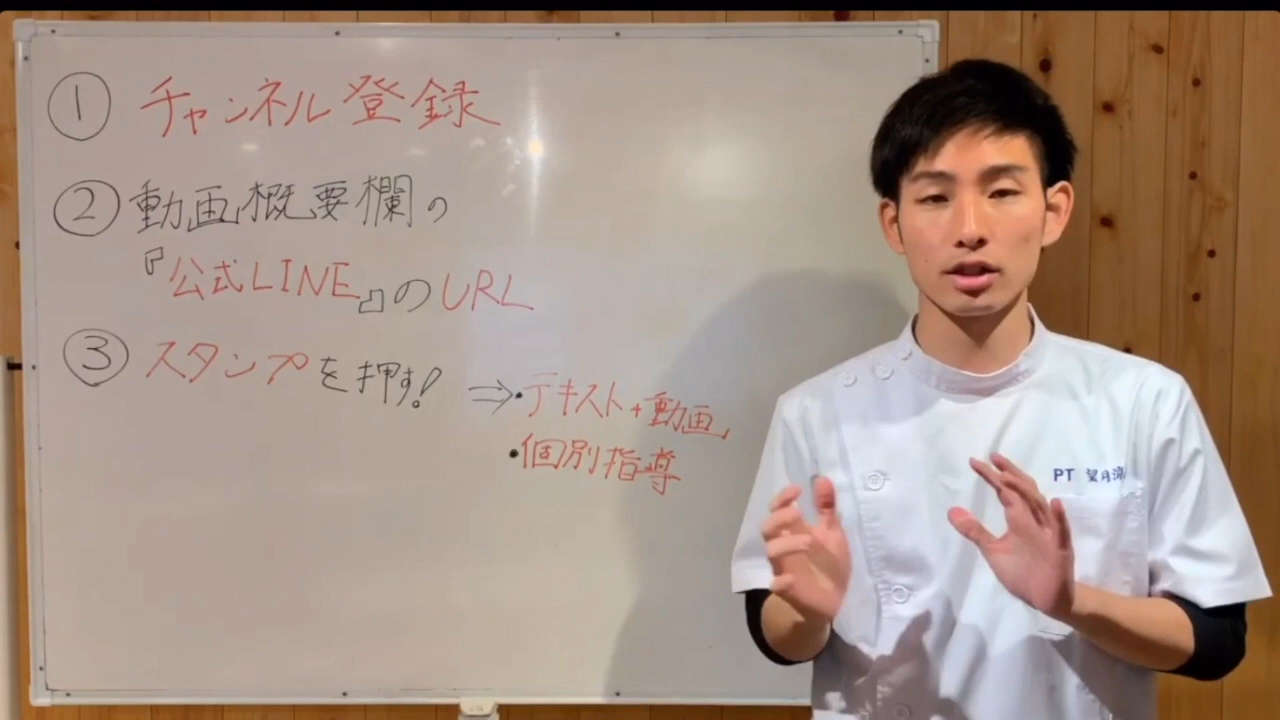 ① チャンネル登録
② 動画概要欄の
『公式LINE』のURL
③ スタンプを押す!
⇒・テキスト+動画
・個別指導
PT 望月